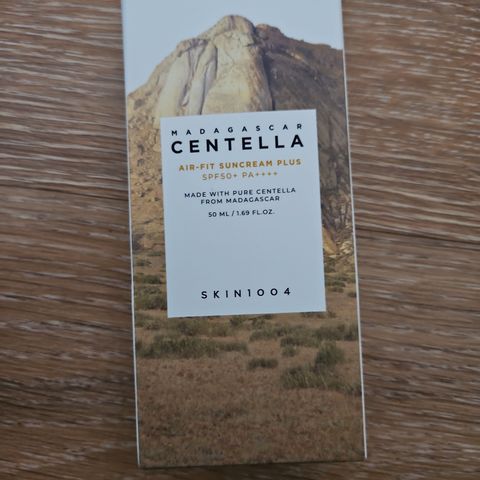 MADAGASCAR
CENTELLA
AIR-FIT SUNCREAM PLUS
SPF50+ PA++++
MADE WITH PURE CENTELLA
FROM MADAGASCAR
50 ML / 1.69 FL.OZ.
SKIN1004